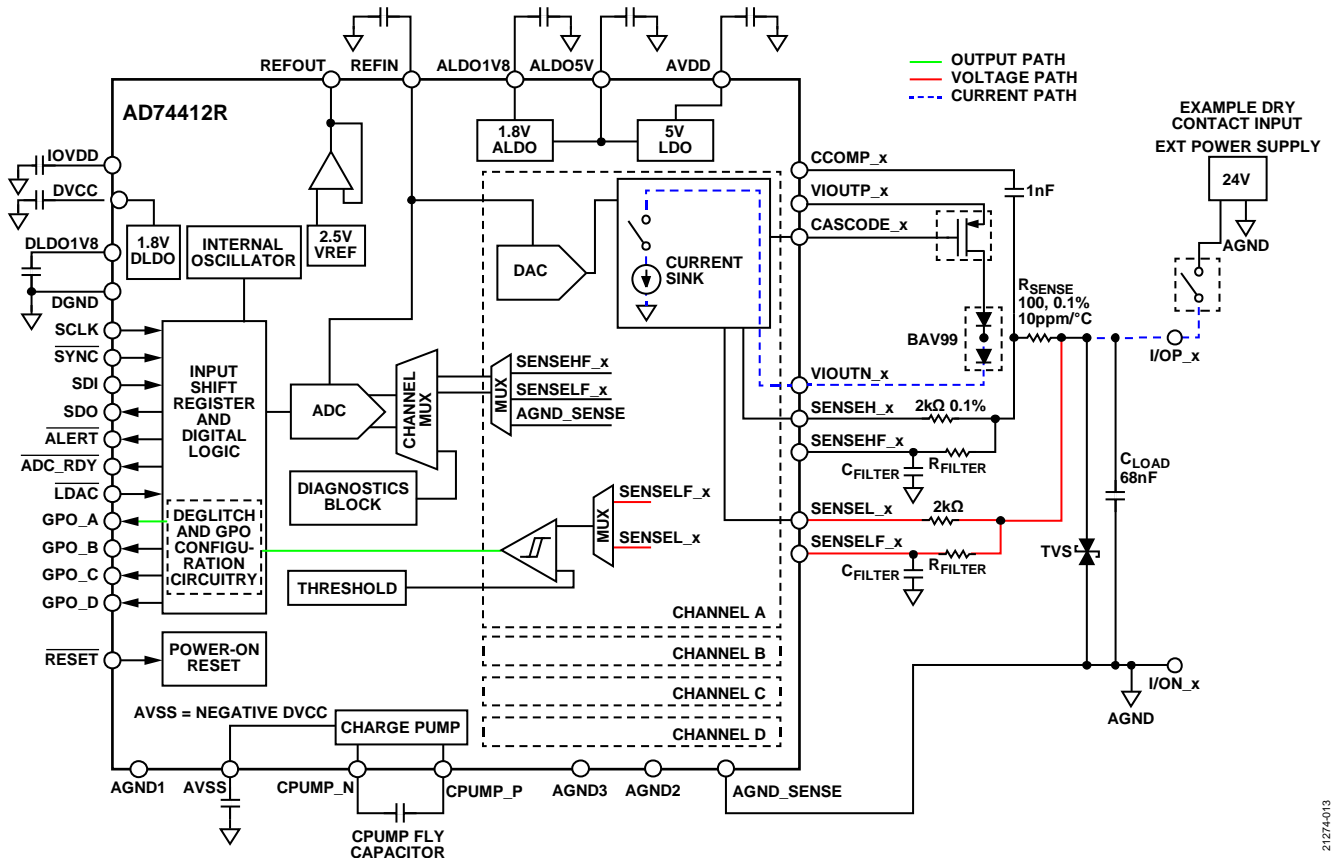 REFOUT
REFIN
ALDO1V8
ALDO5V
AVDD
OUTPUT PATH
VOLTAGE PATH
CURRENT PATH
EXAMPLE DRY
CONTACT INPUT
EXT POWER SUPPLY
24V
AGND
AD74412R
IOVDD
DVCC
DLDO1V8
DGND
1.8V
DLDO
INTERNAL
OSCILLATOR
2.5V
VREF
1.8V
ALDO
5V
LDO
CCOMP_x
VIOUTP_x
CASCODE_x
1nF
DAC
CURRENT
SINK
RSENSE
100, 0.1%
10ppm/°C
BAV99
I/OP_x
SCLK
SYNC
SDI
SDO
ALERT
ADC_RDY
LDAC
GPO_A
GPO_B
GPO_C
GPO_D
RESET
INPUT
SHIFT
REGISTER
AND
DIGITAL
LOGIC
DEGLITCH
AND GPO
CONFIGU-
RATION
CIRCUITRY
POWER-ON
RESET
ADC
CHANNEL
MUX
MUX
SENSEHF_x
SENSELF_x
AGND_SENSE
DIAGNOSTICS
BLOCK
THRESHOLD
MUX
SENSELF_x
SENSEL_x
VIOUTN_x
SENSEH_x
2kΩ 0.1%
SENSEHF_x
CFILTER
RFILTER
SENSEL_x
2kΩ
SENSELF_x
CFILTER
RFILTER
TVS
CLOAD
68nF
CHANNEL A
CHANNEL B
CHANNEL C
CHANNEL D
I/ON_x
AGND
AVSS = NEGATIVE DVCC
CHARGE PUMP
AGND1
AVSS
CPUMP_N
CPUMP_P
AGND3
AGND2
AGND_SENSE
CPUMP FLY
CAPACITOR
21274-013